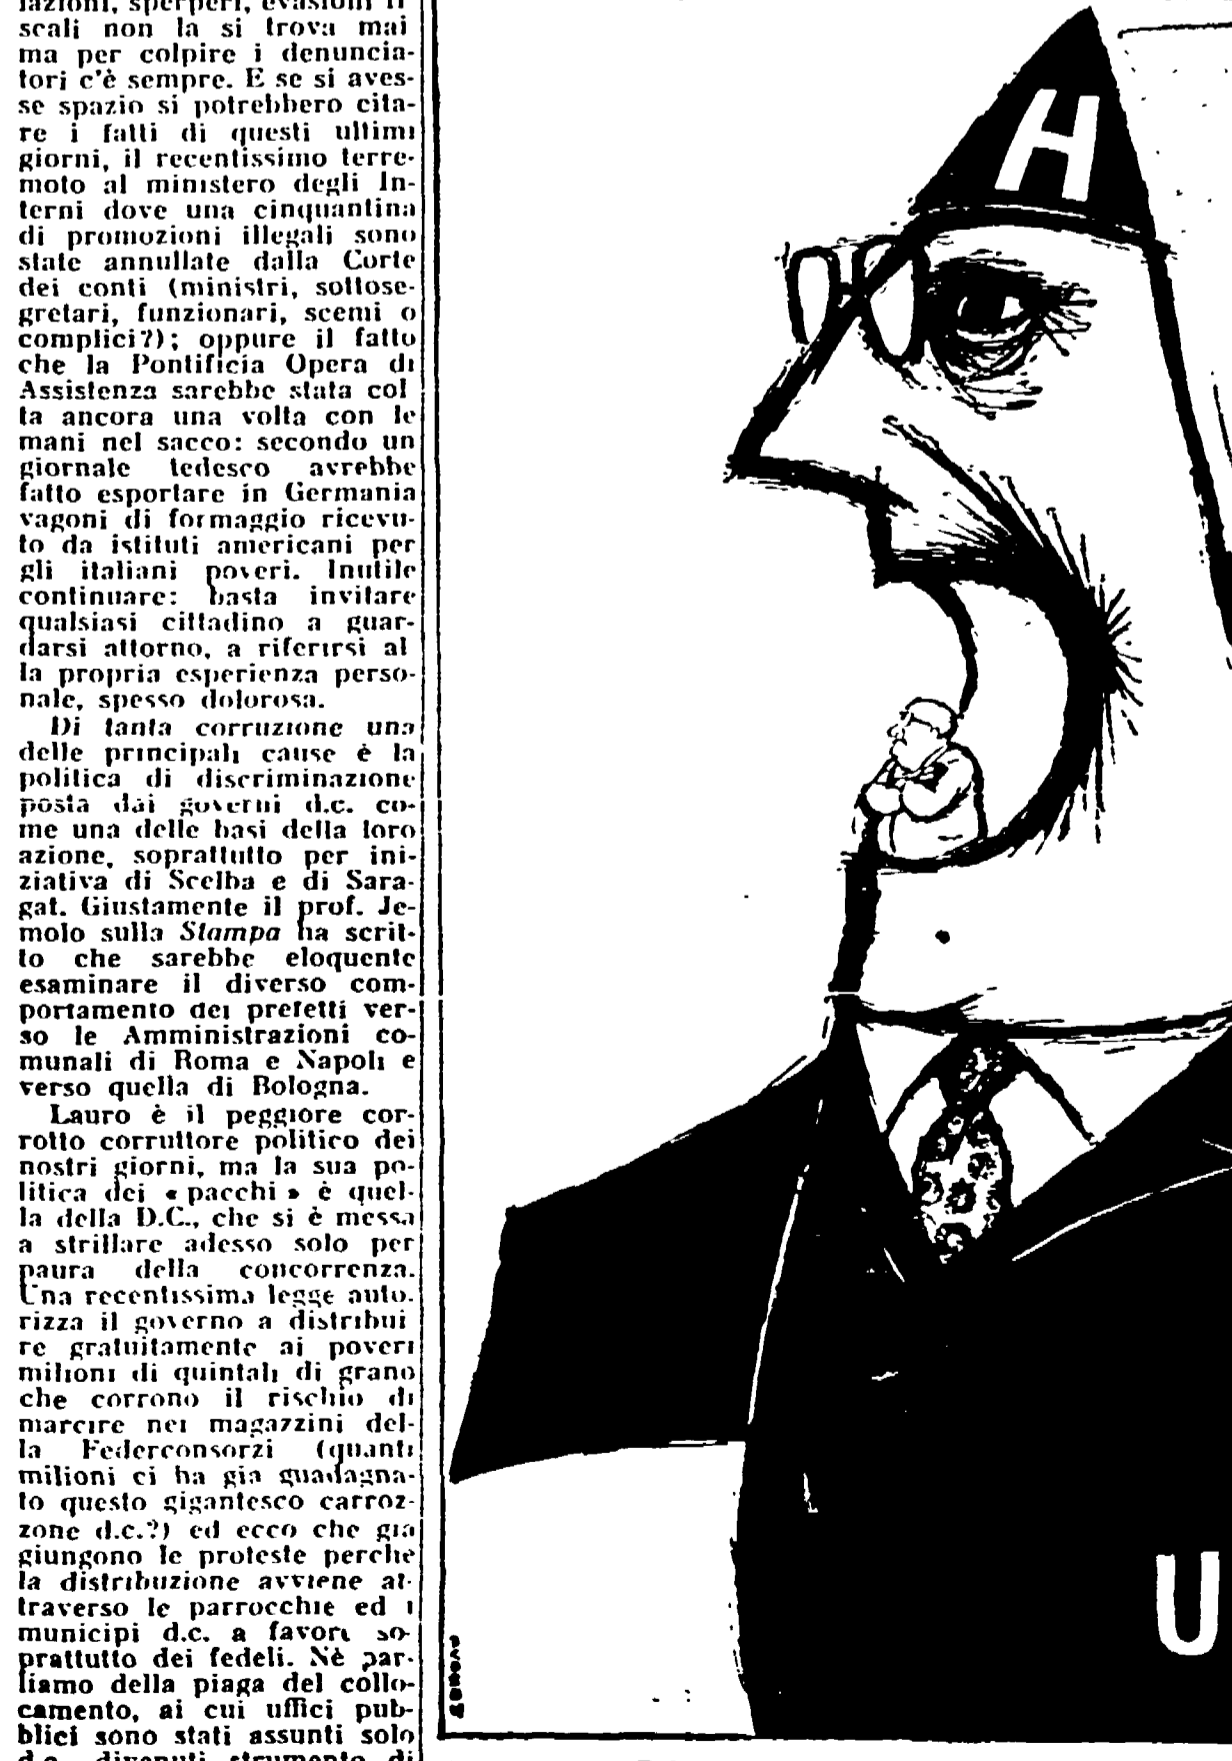 lazioni, sperperi, evasioni fi
scali non la si trova mai
ma per colpire i denuncia-
tori c'è sempre. E se si aves-
se spazio si potrebbero cita-
re i fatti di questi ultimi
giorni, il recentissimo terre-
moto al ministero degli In-
terni dove una cinquantina
di promozioni illegali sono
state annullate dalla Corte
dei conti (ministri, sottose-
gretari, funzionari, scemi o
complici?); oppure il fatto
che la Pontificia Opera di
Assistenza sarebbe stata col
ta ancora una volta con le
mani nel sacco: secondo un
giornale tedesco avrebbe
fatto esportare in Germania
vagoni di formaggio ricevu-
to da istituti americani per
gli italiani poveri. Inutile
continuare: basta invitare
qualsiasi cittadino a guar-
darsi attorno, a riferirsi al
la propria esperienza perso-
nale, spesso dolorosa.
Di tanta corruzione una
delle principali cause è la
politica di discriminazione
posta dai governi d.c. co-
me una delle basi della loro
azione, soprattutto per ini-
ziativa di Scelba e di Sara-
gat. Giustamente il prof. Je-
molo sulla Stampa ha scrit-
to che sarebbe eloquente
esaminare il diverso com-
portamento dei prefetti ver-
so le Amministrazioni co-
munali di Roma e Napoli e
verso quella di Bologna.
Lauro è il peggiore cor-
rotto corruttore politico dei
nostri giorni, ma la sua po-
litica dei « pacchi » è quel-
la della D.C., che si è messa
a strillare adesso solo per
paura della concorrenza.
Una recentissima legge auto-
rizza il governo a distribui
re gratuitamente ai poveri
milioni di quintali di grano
che corrono il rischio di
marcire nei magazzini del-
la Federconsorzi (quanti
milioni ci ha già guadagna-
to questo gigantesco carroz-
zone d.c.?) ed ecco che già
giungono le proteste perchè
la distribuzione avviene at-
traverso le parrocchie ed i
municipi d.c. a favore so-
prattutto dei fedeli. Nè par-
liamo della piaga del collo-
camento, ai cui uffici pub-
blici sono stati assunti solo
d.c. divenuti strumento di
H
U